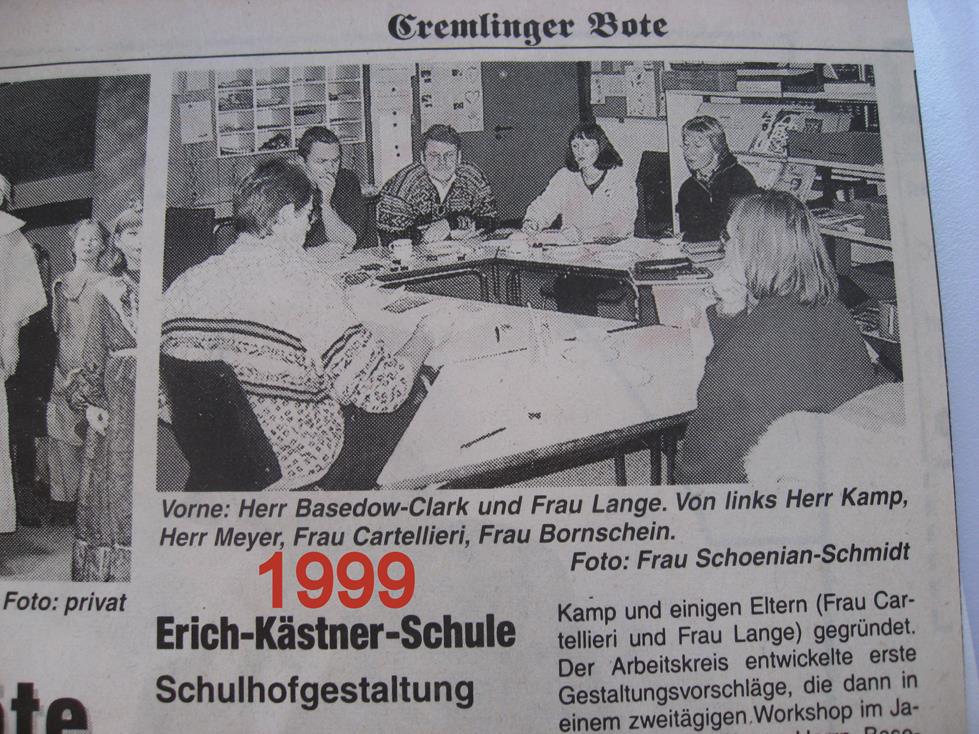 Cremlinger Bote
Vorne: Herr Basedow-Clark und Frau Lange. Von links Herr Kamp,
Herr Meyer, Frau Cartellieri, Frau Bornschein.
Foto: Frau Schoenian-Schmidt
Foto: privat
1999
Erich-Kästner-Schule
Schulhofgestaltung
Kamp und einigen Eltern (Frau Car-
tellieri und Frau Lange) gegründet.
Der Arbeitskreis entwickelte erste
Gestaltungsvorschläge, die dann in
einem zweitägigen Workshop im Ja-